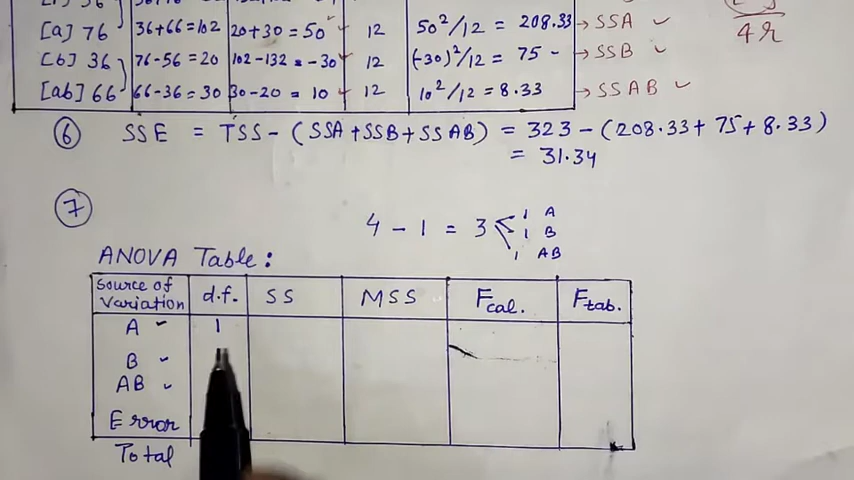 [a] 76 36+66=102 20+30=50 12 50²/12 = 208.33 → SSA
4r
[b] 36 76-56=20 102-132=-30 12 (-30)²/12 = 75 → SSB
[ab] 66 66-36=30 30-20=10 12 10²/12=8.33 → SSAB
⑥ SSE = TSS-(SSA+SSB+SSAB) = 323-(208.33+75+8.33)
= 31.34
⑦
4-1 = 3 1 A
1 B
1 AB
ANOVA Table:
Source of Variation d.f. SS MSS Fcal. Ftab.
A 1
B
AB
Error
Total